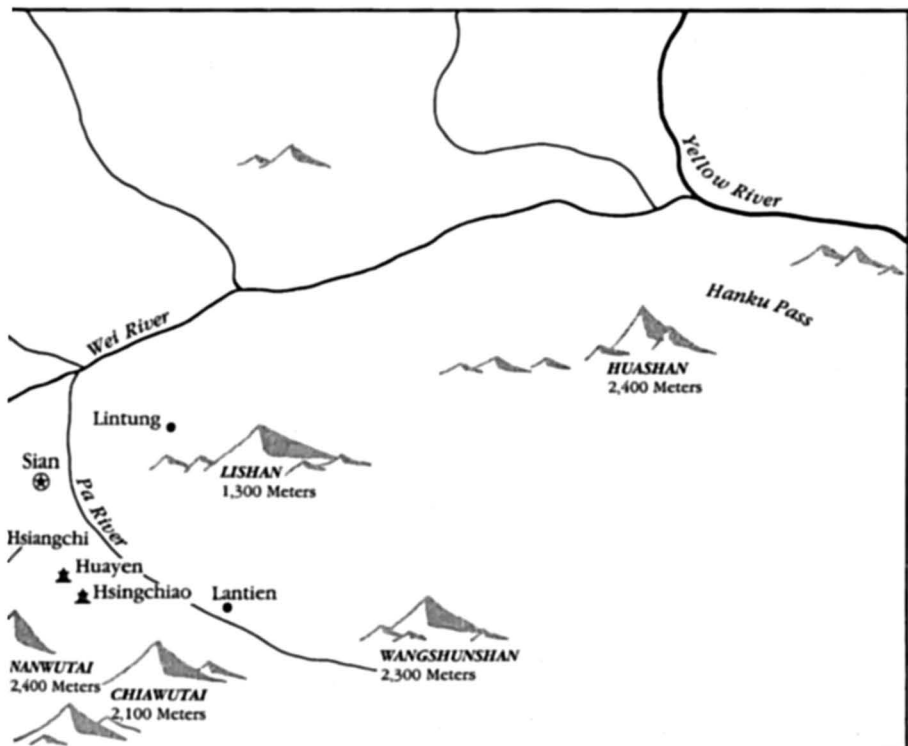 Yellow River
Hanku Pass
HUASHAN
2,400 Meters
Wei River
Lintung
LISHAN
1,300 Meters
Sian
Pa River
Hsiangchi
Huayen
Hsingchiao
Lantien
WANGSHUNSHAN
2,300 Meters
NANWUTAI
2,400 Meters
CHIAWUTAI
2,100 Meters